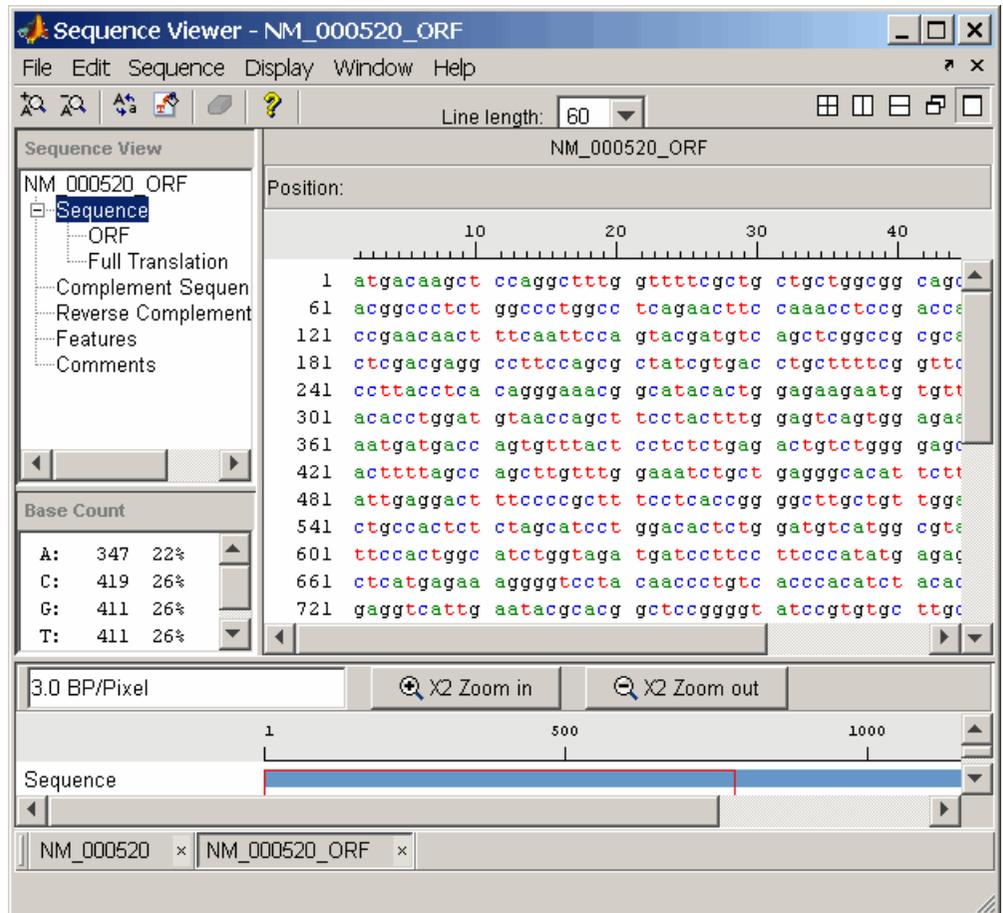 Sequence Viewer - NM_000520_ORF
File Edit Sequence Display Window Help
Line length: 60
Sequence View
NM_000520_ORF
NM_000520_ORF
Sequence
ORF
Full Translation
Complement Sequen
Reverse Complement
Features
Comments
Position:
10 20 30 40
1 atgacaagct ccaggctttg gttttcgctg ctgctggcgg cagc
61 acggccctct ggccctggcc tcagaacttc caaacctccg acca
121 ccgaacaact ttcaattcca gtacgatgtc agctcggccg cgca
181 ctcgacgagg ccttccagcg ctatcgtgac ctgcttttcg gttc
241 ccttacctca cagggaaacg gcatacactg gagaagaatg tgtt
301 acacctggat gtaaccagct tcctactttg gagtcagtgg agaa
361 aatgatgacc agtgtttact cctctctgag actgtctggg gagc
421 acttttagcc agcttgtttg gaaatctgct gagggcacat tctt
481 attgaggact ttccccgctt tcctcaccgg ggcttgctgt tgga
541 ctgccactct ctagcatcct ggacactctg gatgtcatgg cgta
601 ttccactggc atctggtaga tgatccttcc ttcccatatg agag
661 ctcatgagaa aggggtccta caaccctgtc acccacatct acac
721 gaggtcattg aatacgcacg gctccggggt atccgtgtgc ttgc
Base Count
A: 347 22%
C: 419 26%
G: 411 26%
T: 411 26%
3.0 BP/Pixel X2 Zoom in X2 Zoom out
1 500 1000
Sequence
NM_000520 × NM_000520_ORF ×